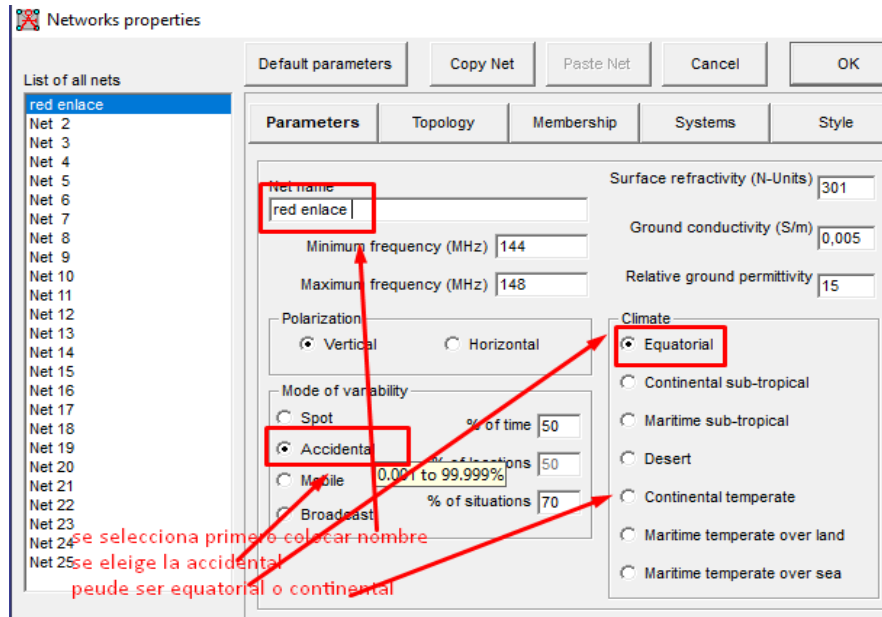 Networks properties
Default parameters
Copy Net
Paste Net
Cancel
OK
List of all nets
red enlace
Net 2
Net 3
Net 4
Net 5
Net 6
Net 7
Net 8
Net 9
Net 10
Net 11
Net 12
Net 13
Net 14
Net 15
Net 16
Net 17
Net 18
Net 19
Net 20
Net 21
Net 22
Net 23
Net 24
Net 25
Parameters
Topology
Membership
Systems
Style
Net name
red enlace
Minimum frequency (MHz) 144
Maximum frequency (MHz) 148
Surface refractivity (N-Units) 301
Ground conductivity (S/m) 0,005
Relative ground permittivity 15
Polarization
Vertical
Horizontal
Mode of variability
Spot
Accidental
Mobile
Broadcast
% of time 50
% of locations 50
0.001 to 99.999%
% of situations 70
Climate
Equatorial
Continental sub-tropical
Maritime sub-tropical
Desert
Continental temperate
Maritime temperate over land
Maritime temperate over sea
se selecciona primero colocar nombre
se eleige la accidental
peude ser equatorial o continental